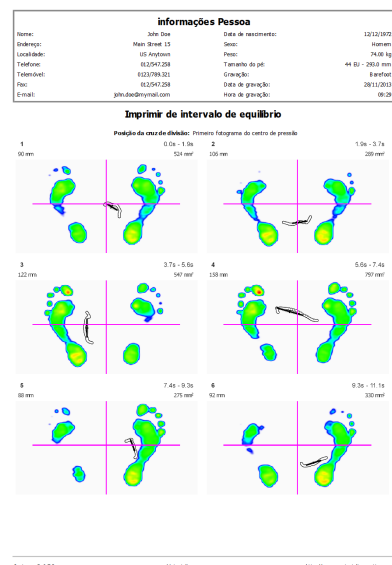 informações Pessoa
Nome: John Doe Data de nascimento: 12/12/1972
Endereço: Main Street 15 Sexo: Homem
Localidade: US Anytown Peso: 74.00 kg
Telefone: 012/547.258 Tamanho do pé: 44 EU - 293.0 mm
Telemóvel: 0123/789.321 Gravação: Barefoot
Fax: 012/547.258 Data de gravação: 28/11/2013
E-mail: john.doe@mymail.com Hora de gravação: 09:29
Imprimir de intervalo de equilíbrio
Posição da cruz de divisão: Primeiro fotograma do centro de pressão
1 0.0s - 1.9s 2 1.9s - 3.7s
90 mm 524 mm² 106 mm 289 mm²
3 3.7s - 5.6s 4 5.6s - 7.4s
122 mm 547 mm² 158 mm 797 mm²
5 7.4s - 9.3s 6 9.3s - 11.1s
88 mm 275 mm² 92 mm 330 mm²